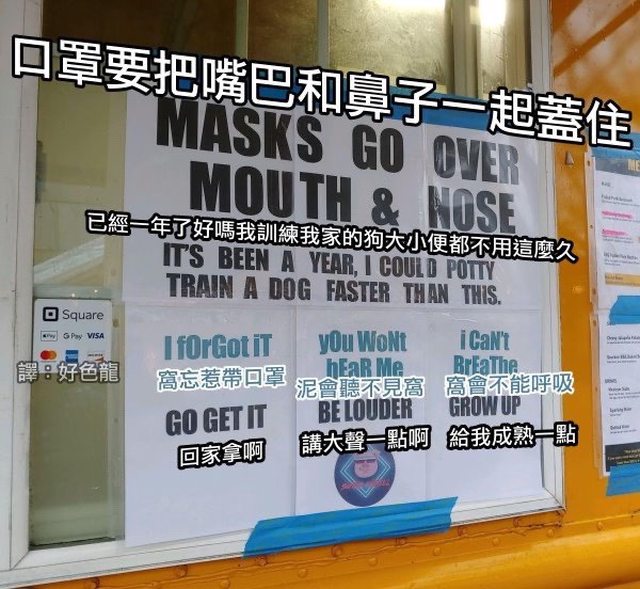 口罩要把嘴巴和鼻子一起蓋住
MASKS GO OVER
MOUTH & NOSE
已經一年了好嗎我訓練我家的狗大小便都不用這麼久
IT'S BEEN A YEAR, I COULD POTTY
TRAIN A DOG FASTER THAN THIS.
Square
Pay G Pay VISA
譯：好色龍
I fOrGot iT
窩忘惹帶口罩
GO GET IT
回家拿啊
yOu WoNt
hEaR Me
泥會聽不見窩
BE LOUDER
講大聲一點啊
i CaN't
BrEaThe
窩會不能呼吸
GROW UP
給我成熟一點